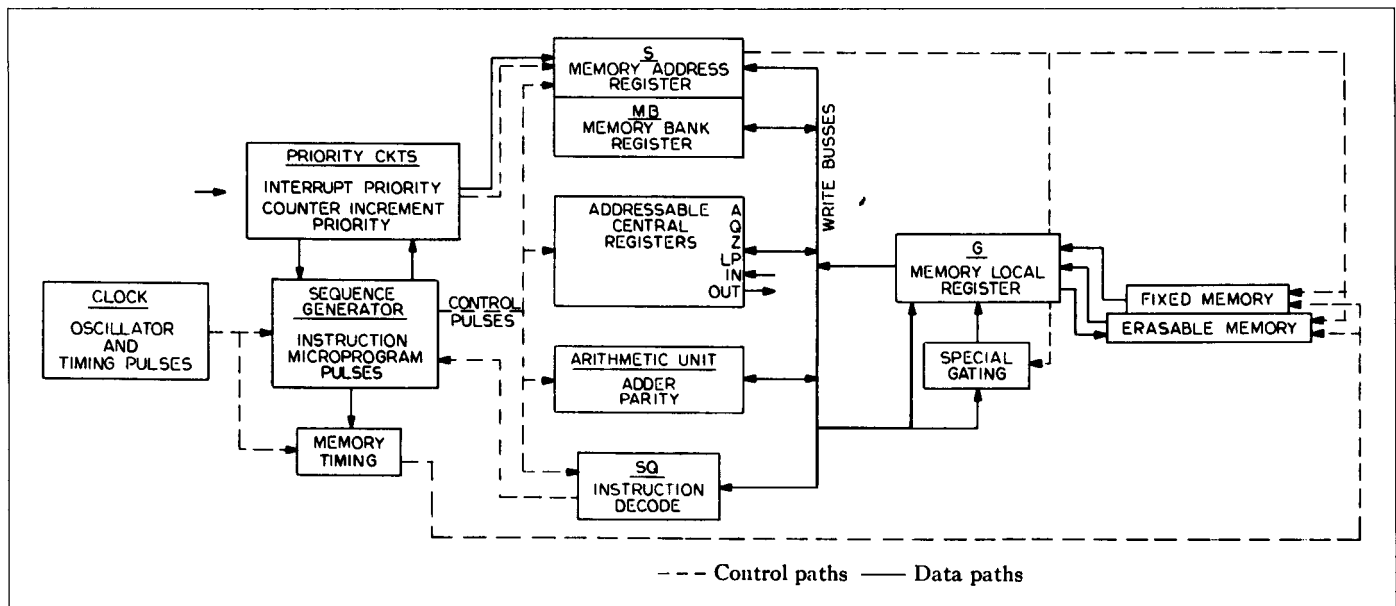 S
MEMORY ADDRESS
REGISTER
MB
MEMORY BANK
REGISTER
PRIORITY CKTS
INTERRUPT PRIORITY
COUNTER INCREMENT
PRIORITY
WRITE BUSSES
ADDRESSABLE
CENTRAL
REGISTERS
A
Q
Z
LP
IN
OUT
G
MEMORY LOCAL
REGISTER
CLOCK
OSCILLATOR
AND
TIMING PULSES
SEQUENCE
GENERATOR
INSTRUCTION
MICROPROGRAM
PULSES
CONTROL
PULSES
FIXED MEMORY
ERASABLE MEMORY
SPECIAL
GATING
ARITHMETIC UNIT
ADDER
PARITY
MEMORY
TIMING
SQ
INSTRUCTION
DECODE
--- Control paths —— Data paths